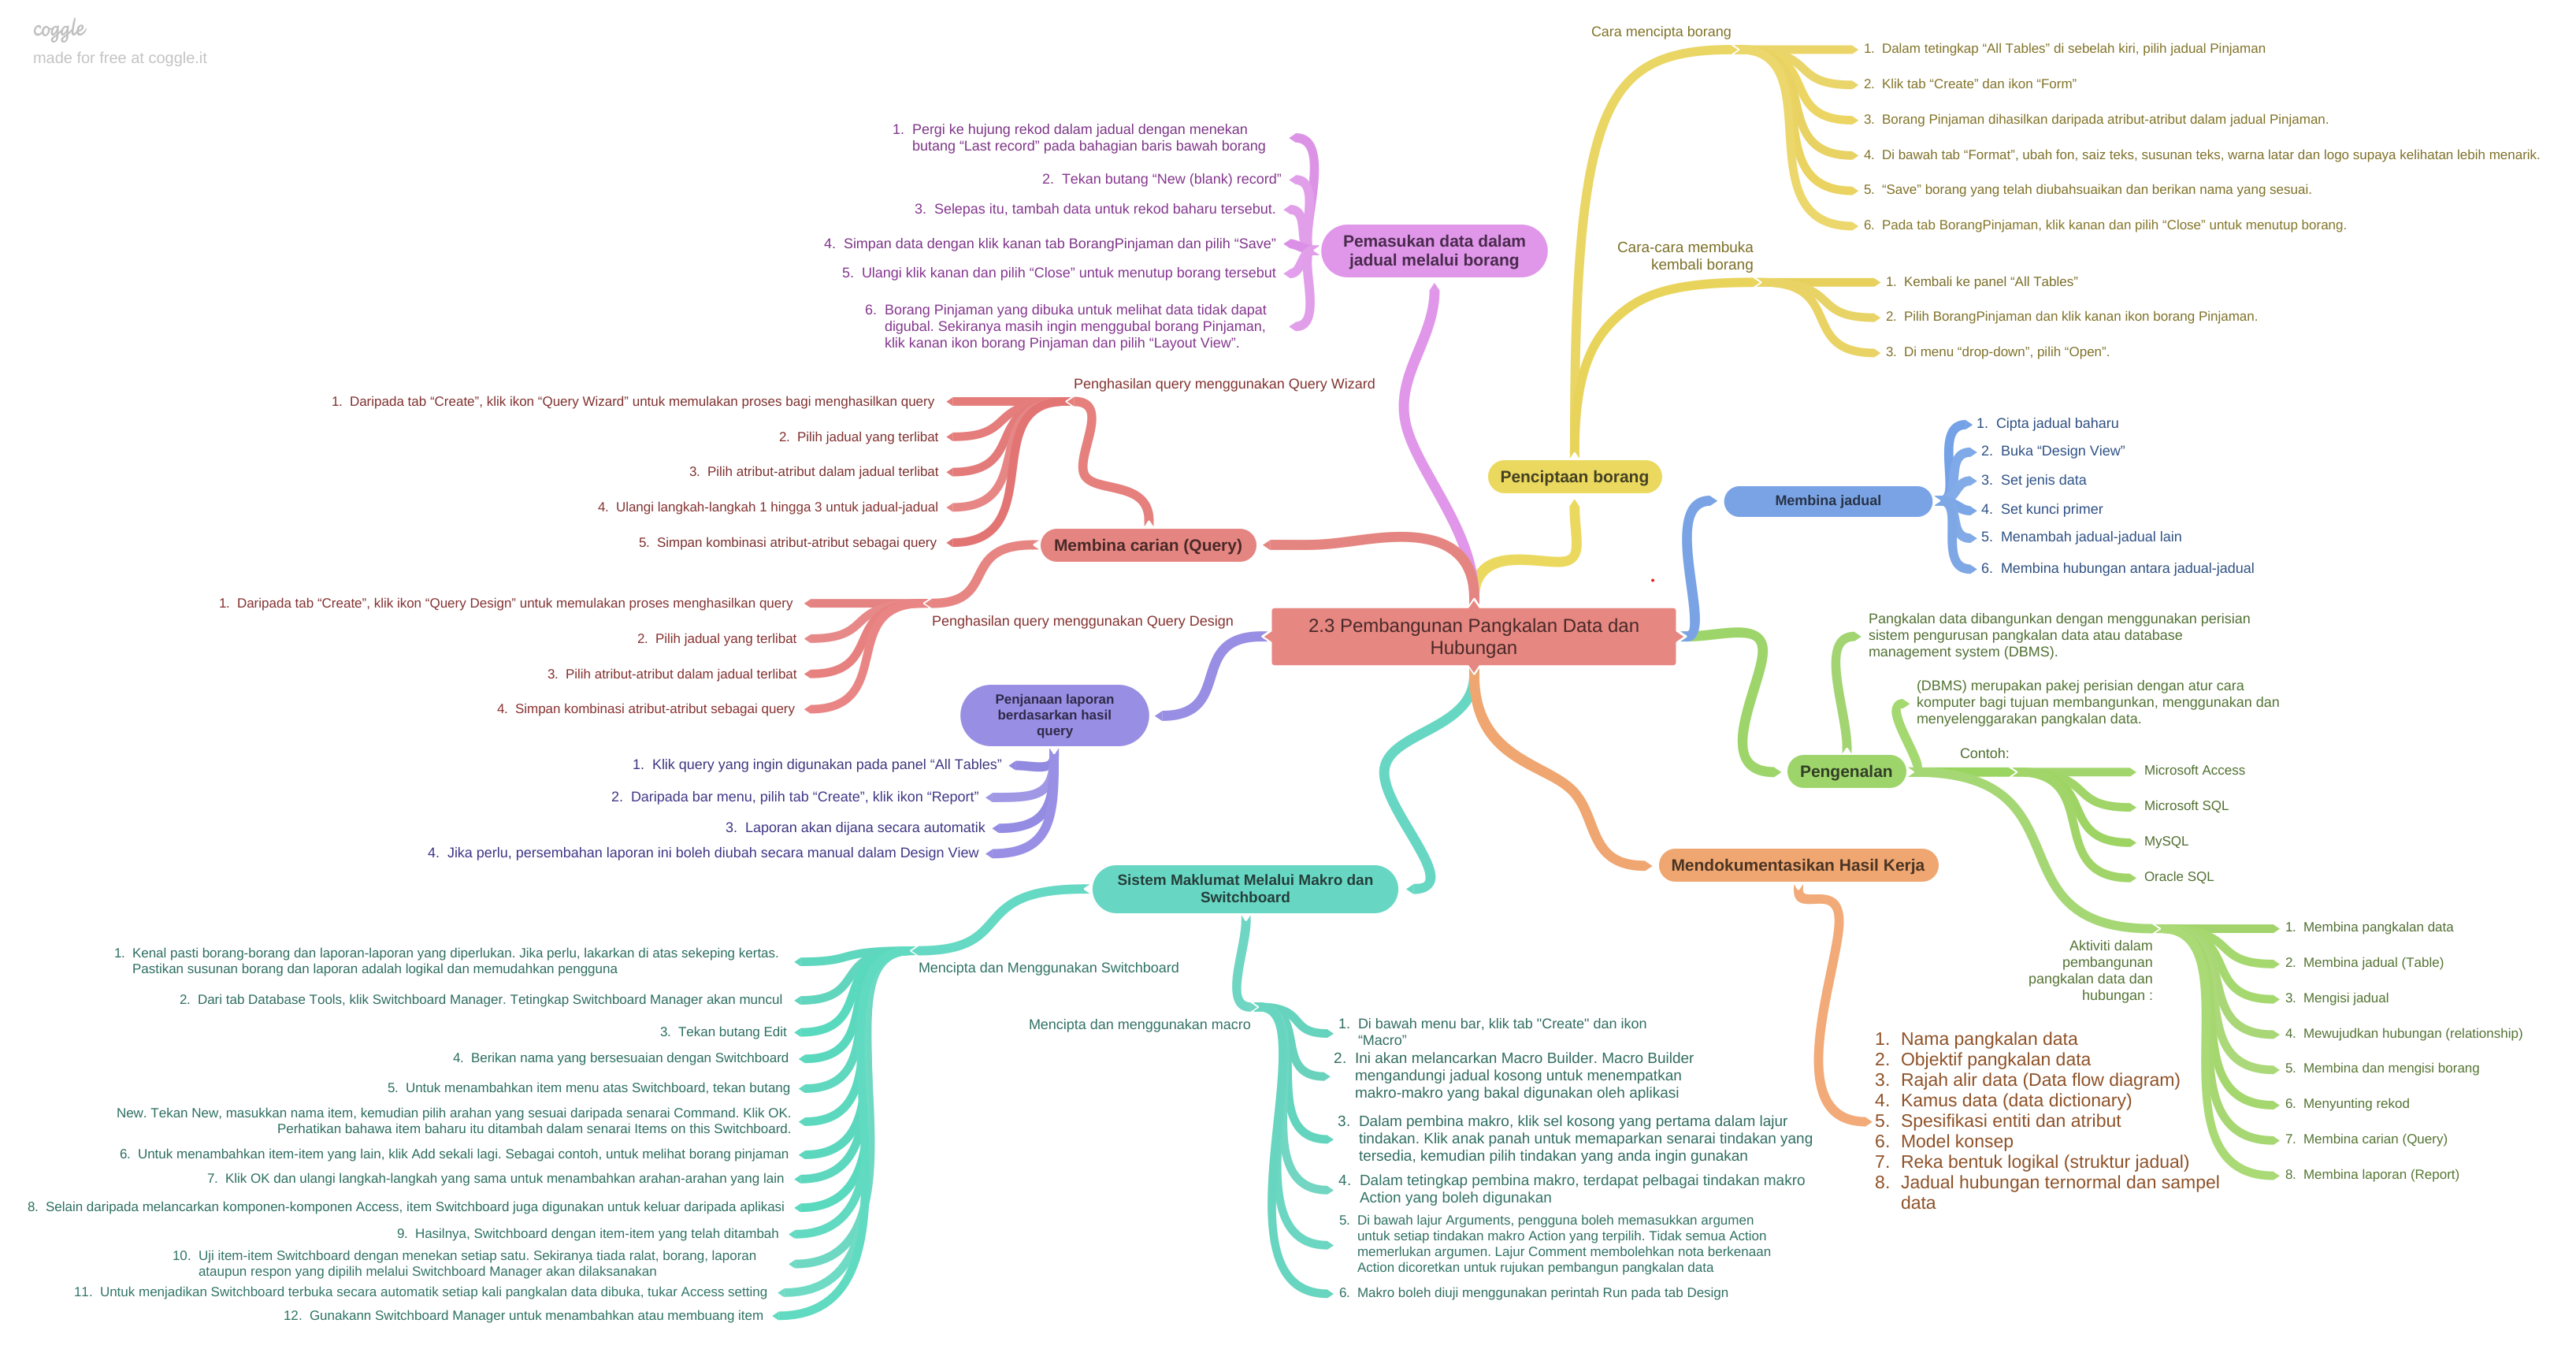 coggle
made for free at coggle.it
2.3 Pembangunan Pangkalan Data dan
Hubungan
Pemasukan data dalam
jadual melalui borang
1. Pergi ke hujung rekod dalam jadual dengan menekan
butang “Last record” pada bahagian baris bawah borang
2. Tekan butang “New (blank) record”
3. Selepas itu, tambah data untuk rekod baharu tersebut.
4. Simpan data dengan klik kanan tab BorangPinjaman dan pilih “Save”
5. Ulangi klik kanan dan pilih “Close” untuk menutup borang tersebut
6. Borang Pinjaman yang dibuka untuk melihat data tidak dapat
digubal. Sekiranya masih ingin menggubal borang Pinjaman,
klik kanan ikon borang Pinjaman dan pilih “Layout View”.
Penciptaan borang
Cara mencipta borang
1. Dalam tetingkap “All Tables” di sebelah kiri, pilih jadual Pinjaman
2. Klik tab “Create” dan ikon “Form”
3. Borang Pinjaman dihasilkan daripada atribut-atribut dalam jadual Pinjaman.
4. Di bawah tab “Format”, ubah fon, saiz teks, susunan teks, warna latar dan logo supaya kelihatan lebih menarik.
5. “Save” borang yang telah diubahsuaikan dan berikan nama yang sesuai.
6. Pada tab BorangPinjaman, klik kanan dan pilih “Close” untuk menutup borang.
Cara-cara membuka
kembali borang
1. Kembali ke panel “All Tables”
2. Pilih BorangPinjaman dan klik kanan ikon borang Pinjaman.
3. Di menu “drop-down”, pilih “Open”.
Membina jadual
1. Cipta jadual baharu
2. Buka “Design View”
3. Set jenis data
4. Set kunci primer
5. Menambah jadual-jadual lain
6. Membina hubungan antara jadual-jadual
Membina carian (Query)
Penghasilan query menggunakan Query Wizard
1. Daripada tab “Create”, klik ikon “Query Wizard” untuk memulakan proses bagi menghasilkan query
2. Pilih jadual yang terlibat
3. Pilih atribut-atribut dalam jadual terlibat
4. Ulangi langkah-langkah 1 hingga 3 untuk jadual-jadual
5. Simpan kombinasi atribut-atribut sebagai query
Penghasilan query menggunakan Query Design
1. Daripada tab “Create”, klik ikon “Query Design” untuk memulakan proses menghasilkan query
2. Pilih jadual yang terlibat
3. Pilih atribut-atribut dalam jadual terlibat
4. Simpan kombinasi atribut-atribut sebagai query
Penjanaan laporan
berdasarkan hasil
query
1. Klik query yang ingin digunakan pada panel “All Tables”
2. Daripada bar menu, pilih tab “Create”, klik ikon “Report”
3. Laporan akan dijana secara automatik
4. Jika perlu, persembahan laporan ini boleh diubah secara manual dalam Design View
Pengenalan
Pangkalan data dibangunkan dengan menggunakan perisian
sistem pengurusan pangkalan data atau database
management system (DBMS).
(DBMS) merupakan pakej perisian dengan atur cara
komputer bagi tujuan membangunkan, menggunakan dan
menyelenggarakan pangkalan data.
Contoh:
Microsoft Access
Microsoft SQL
MySQL
Oracle SQL
Aktiviti dalam
pembangunan
pangkalan data dan
hubungan :
1. Membina pangkalan data
2. Membina jadual (Table)
3. Mengisi jadual
4. Mewujudkan hubungan (relationship)
5. Membina dan mengisi borang
6. Menyunting rekod
7. Membina carian (Query)
8. Membina laporan (Report)
Mendokumentasikan Hasil Kerja
1. Nama pangkalan data
2. Objektif pangkalan data
3. Rajah alir data (Data flow diagram)
4. Kamus data (data dictionary)
5. Spesifikasi entiti dan atribut
6. Model konsep
7. Reka bentuk logikal (struktur jadual)
8. Jadual hubungan ternormal dan sampel
data
Sistem Maklumat Melalui Makro dan
Switchboard
Mencipta dan Menggunakan Switchboard
1. Kenal pasti borang-borang dan laporan-laporan yang diperlukan. Jika perlu, lakarkan di atas sekeping kertas.
Pastikan susunan borang dan laporan adalah logikal dan memudahkan pengguna
2. Dari tab Database Tools, klik Switchboard Manager. Tetingkap Switchboard Manager akan muncul
3. Tekan butang Edit
4. Berikan nama yang bersesuaian dengan Switchboard
5. Untuk menambahkan item menu atas Switchboard, tekan butang
New. Tekan New, masukkan nama item, kemudian pilih arahan yang sesuai daripada senarai Command. Klik OK.
Perhatikan bahawa item baharu itu ditambah dalam senarai Items on this Switchboard.
6. Untuk menambahkan item-item yang lain, klik Add sekali lagi. Sebagai contoh, untuk melihat borang pinjaman
7. Klik OK dan ulangi langkah-langkah yang sama untuk menambahkan arahan-arahan yang lain
8. Selain daripada melancarkan komponen-komponen Access, item Switchboard juga digunakan untuk keluar daripada aplikasi
9. Hasilnya, Switchboard dengan item-item yang telah ditambah
10. Uji item-item Switchboard dengan menekan setiap satu. Sekiranya tiada ralat, borang, laporan
ataupun respon yang dipilih melalui Switchboard Manager akan dilaksanakan
11. Untuk menjadikan Switchboard terbuka secara automatik setiap kali pangkalan data dibuka, tukar Access setting
12. Gunakann Switchboard Manager untuk menambahkan atau membuang item
Mencipta dan menggunakan macro
1. Di bawah menu bar, klik tab "Create" dan ikon
“Macro”
2. Ini akan melancarkan Macro Builder. Macro Builder
mengandungi jadual kosong untuk menempatkan
makro-makro yang bakal digunakan oleh aplikasi
3. Dalam pembina makro, klik sel kosong yang pertama dalam lajur
tindakan. Klik anak panah untuk memaparkan senarai tindakan yang
tersedia, kemudian pilih tindakan yang anda ingin gunakan
4. Dalam tetingkap pembina makro, terdapat pelbagai tindakan makro
Action yang boleh digunakan
5. Di bawah lajur Arguments, pengguna boleh memasukkan argumen
untuk setiap tindakan makro Action yang terpilih. Tidak semua Action
memerlukan argumen. Lajur Comment membolehkan nota berkenaan
Action dicoretkan untuk rujukan pembangun pangkalan data
6. Makro boleh diuji menggunakan perintah Run pada tab Design